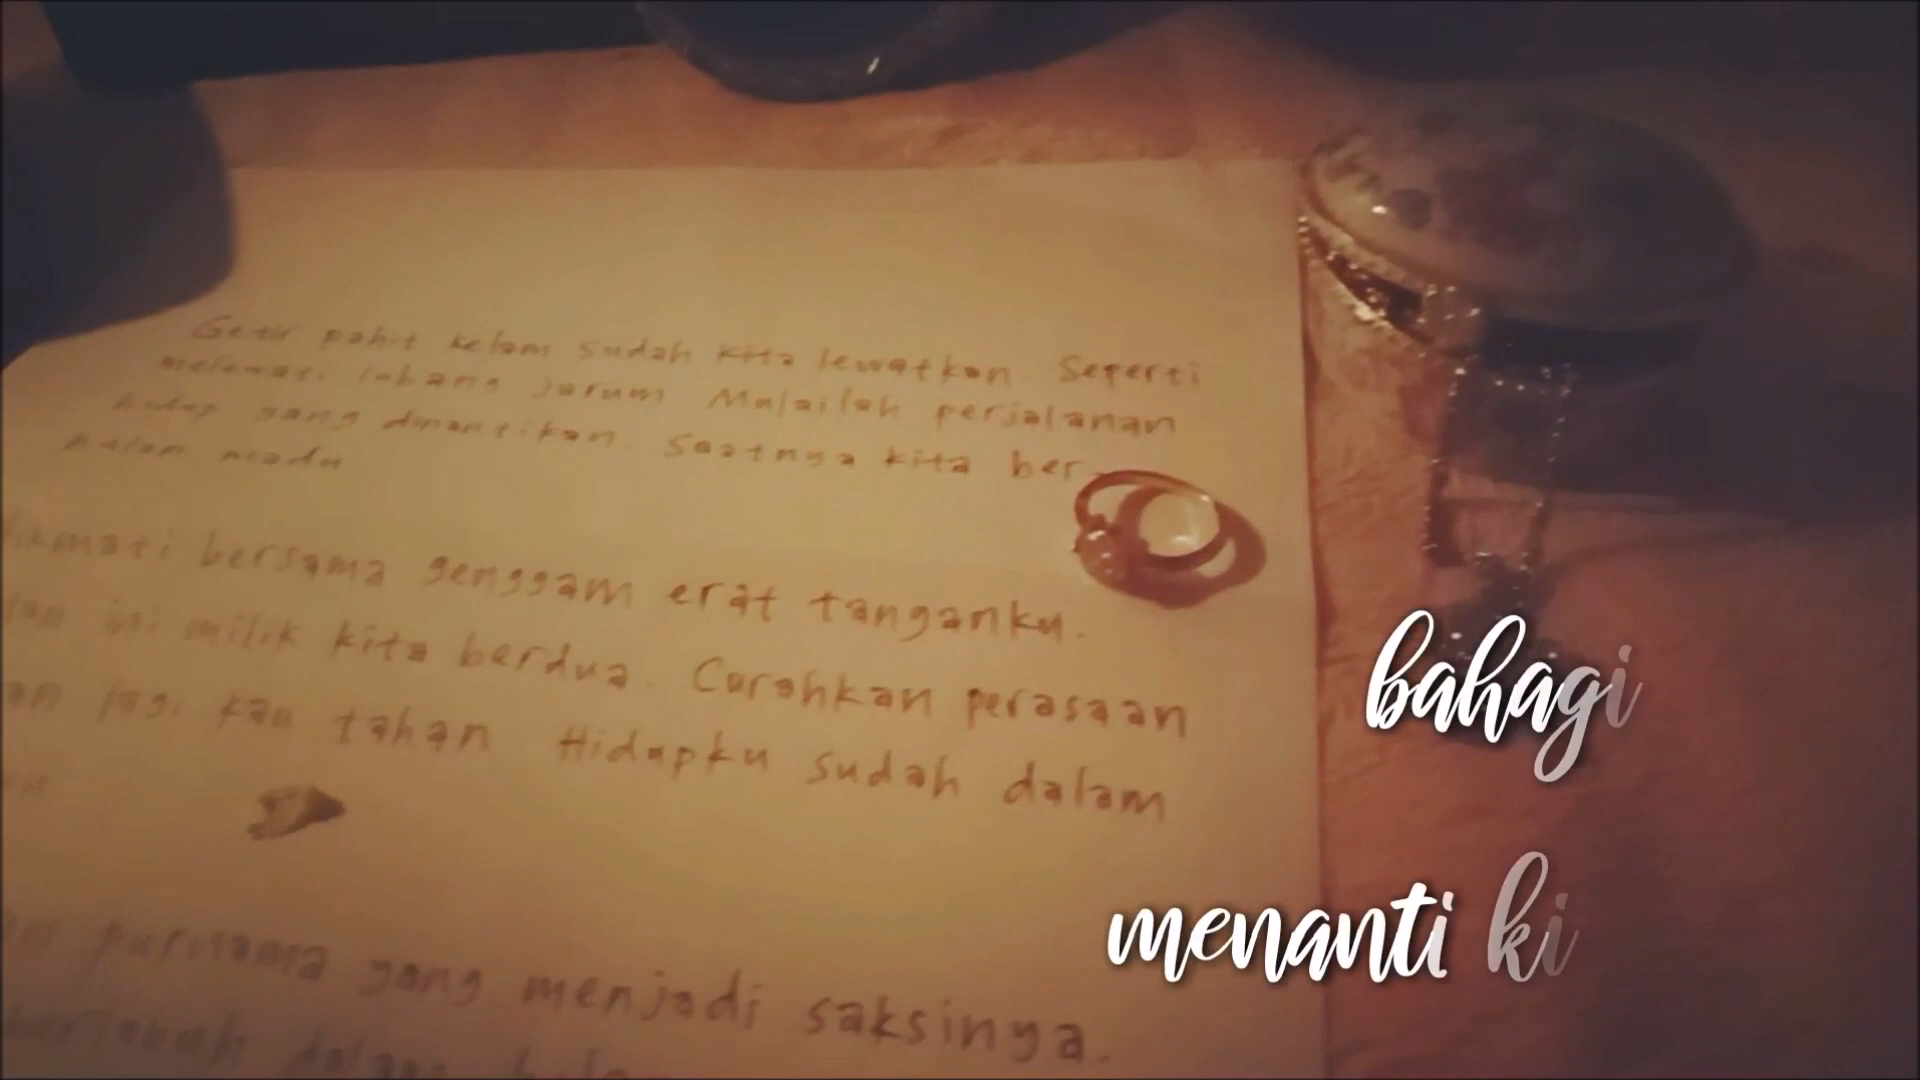 Getir pahit kelam sudah kita lewatkan. Seperti
melewati lubang jarum Mulailah perjalanan
hidup yang dinantikan. Saatnya kita ber-
bulan madu
bersama genggam erat tanganku.
ini milik kita berdua. Curahkan perasaan
lagi kau tahan Hidupku sudah dalam
purnama yang menjadi saksinya.
dalam
bahagi
menanti ki